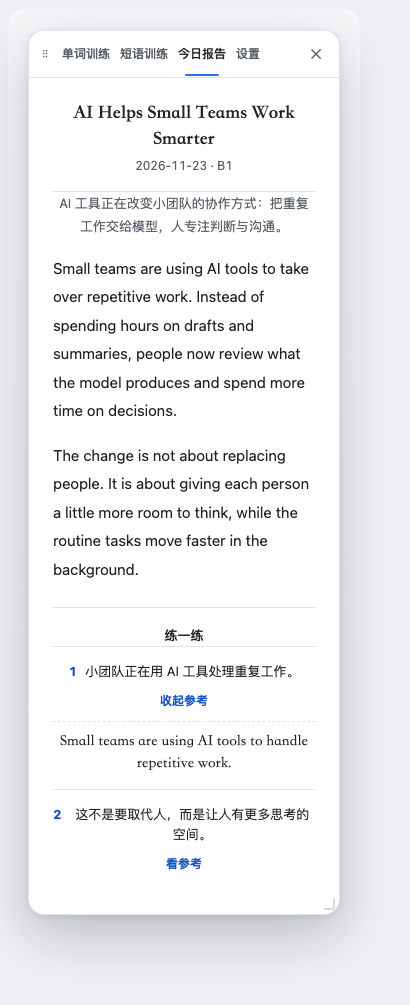 单词训练 短语训练 今日报告 设置
AI Helps Small Teams Work
Smarter
2026-11-23 · B1
AI 工具正在改变小团队的协作方式：把重复
工作交给模型，人专注判断与沟通。
Small teams are using AI tools to take
over repetitive work. Instead of
spending hours on drafts and
summaries, people now review what
the model produces and spend more
time on decisions.
The change is not about replacing
people. It is about giving each person
a little more room to think, while the
routine tasks move faster in the
background.
练一练
1 小团队正在用 AI 工具处理重复工作。
收起参考
Small teams are using AI tools to handle
repetitive work.
2 这不是要取代人，而是让人有更多思考的
空间。
看参考